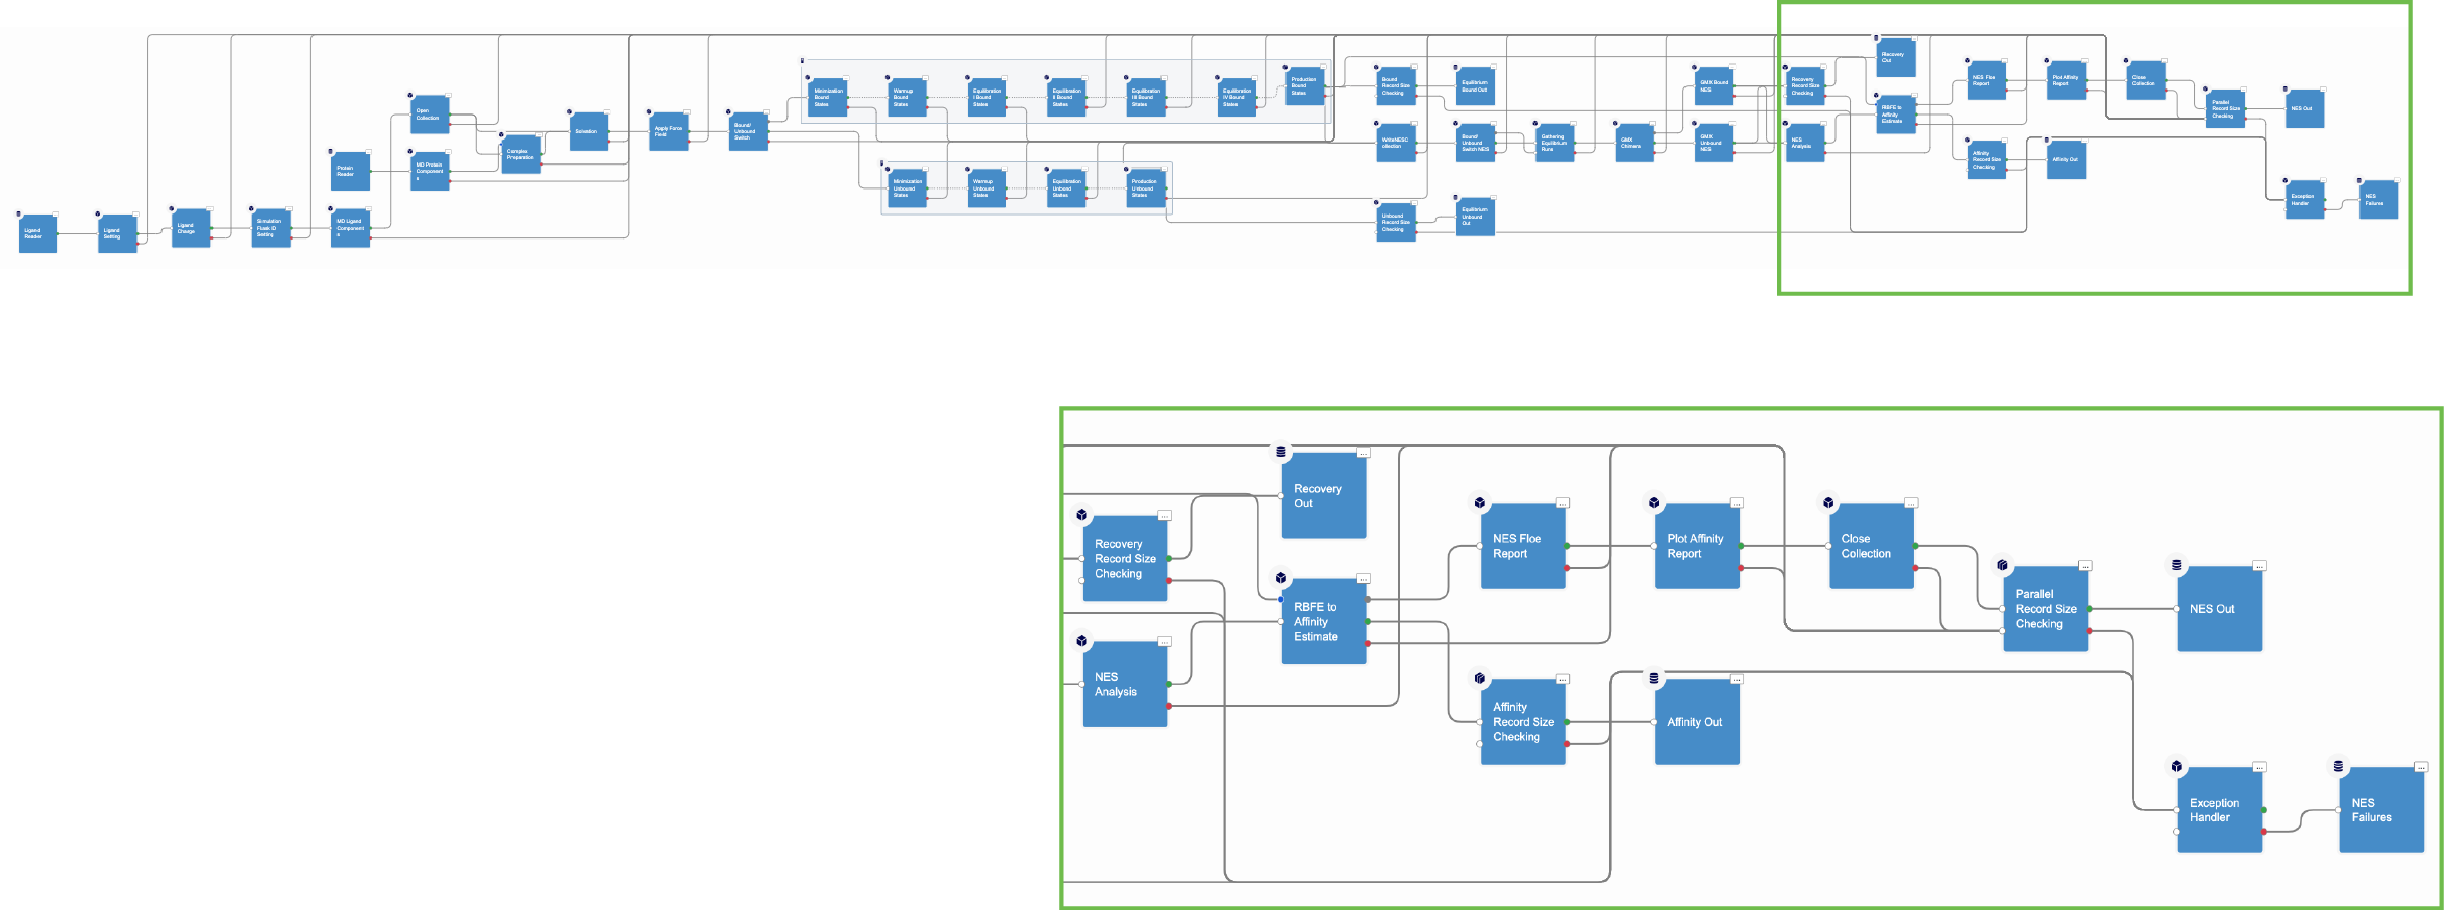 Ligand
Reader
Ligand
Setting
Ligand
Change
Simulation
Flask ID
Setting
MD Ligand
Component
s
Protein
Reader
Open
Collection
MD Protein
Component
s
Complex
Preparation
Solvation
Apply Force
Field
Bound/
Unbound
Switch
Minimization
Bound
States
Warmup
Bound
States
Equilibration
I Bound
States
Equilibration
II Bound
States
Equilibration
III Bound
States
Equilibration
IV Bound
States
Production
Bound
States
Minimization
Unbound
States
Warmup
Unbound
States
Equilibration
Unbound
States
Production
Unbound
States
Bound
Record Size
Checking
Equilibrium
Bound Out
WriteNESC
ollection
Bound/
Unbound
Switch NES
Gathering
Equilibrium
Runs
GMX
Chimera
GMX Bound
NES
GMX
Unbound
NES
Unbound
Record Size
Checking
Equilibrium
Unbound
Out
Recovery
Record Size
Checking
NES
Analysis
Recovery
Out
RBFE to
Affinity
Estimate
NES Floe
Report
Plot Affinity
Report
Close
Collection
Parallel
Record Size
Checking
NES Out
Affinity
Record Size
Checking
Affinity Out
Exception
Handler
NES
Failures
Recovery
Out
Recovery
Record Size
Checking
NES Floe
Report
Plot Affinity
Report
Close
Collection
RBFE to
Affinity
Estimate
Parallel
Record Size
Checking
NES Out
NES
Analysis
Affinity
Record Size
Checking
Affinity Out
Exception
Handler
NES
Failures